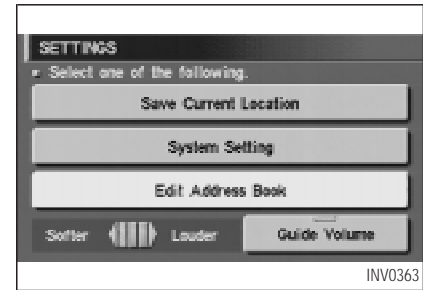 SETTINGS
Select one of the following.
Save Current Location
System Setting
Edit Address Book
Softer Louder Guide Volume
INV0363